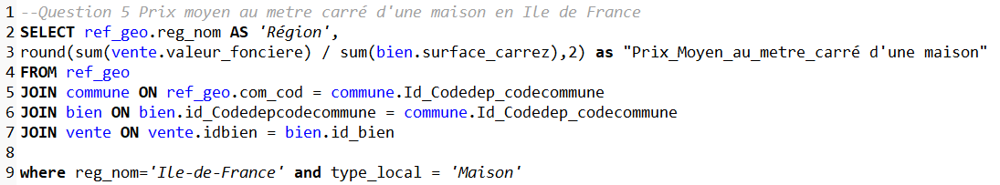 1 --Question 5 Prix moyen au metre carré d'une maison en Ile de France
2 SELECT ref_geo.reg_nom AS 'Région',
3 round(sum(vente.valeur_fonciere) / sum(bien.surface_carrez),2) as "Prix_Moyen_au_metre_carré d'une maison"
4 FROM ref_geo
5 JOIN commune ON ref_geo.com_cod = commune.Id_Codedep_codecommune
6 JOIN bien ON bien.id_Codedepcodecommune = commune.Id_Codedep_codecommune
7 JOIN vente ON vente.idbien = bien.id_bien
8
9 where reg_nom='Ile-de-France' and type_local = 'Maison'